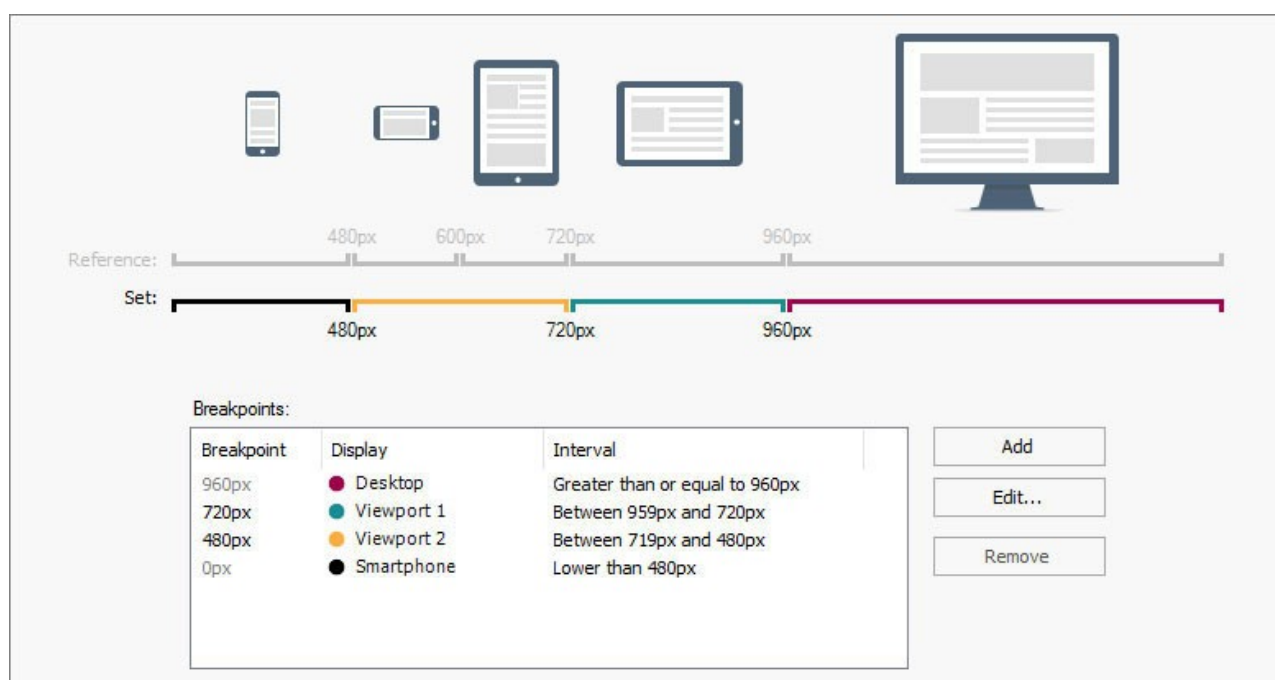 480px 600px 720px 960px
Reference:
Set:
480px 720px 960px
Breakpoints:
Breakpoint Display Interval
960px Desktop Greater than or equal to 960px
720px Viewport 1 Between 959px and 720px
480px Viewport 2 Between 719px and 480px
0px Smartphone Lower than 480px
Add
Edit...
Remove